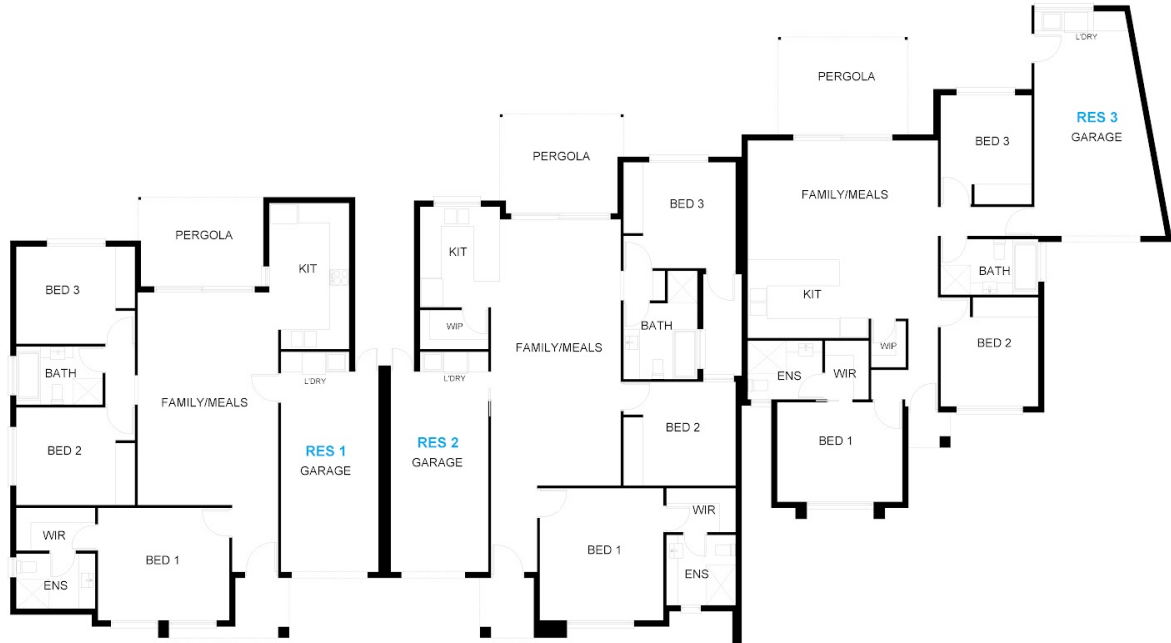 PERGOLA
KIT
BED 3
BATH
FAMILY/MEALS
L'DRY
BED 2
RES 1
GARAGE
WIR
BED 1
ENS
PERGOLA
BED 3
KIT
WIP
BATH
FAMILY/MEALS
L'DRY
BED 2
RES 2
GARAGE
WIR
BED 1
ENS
L'DRY
PERGOLA
RES 3
GARAGE
BED 3
FAMILY/MEALS
BATH
KIT
WIP
BED 2
ENS
WIR
BED 1